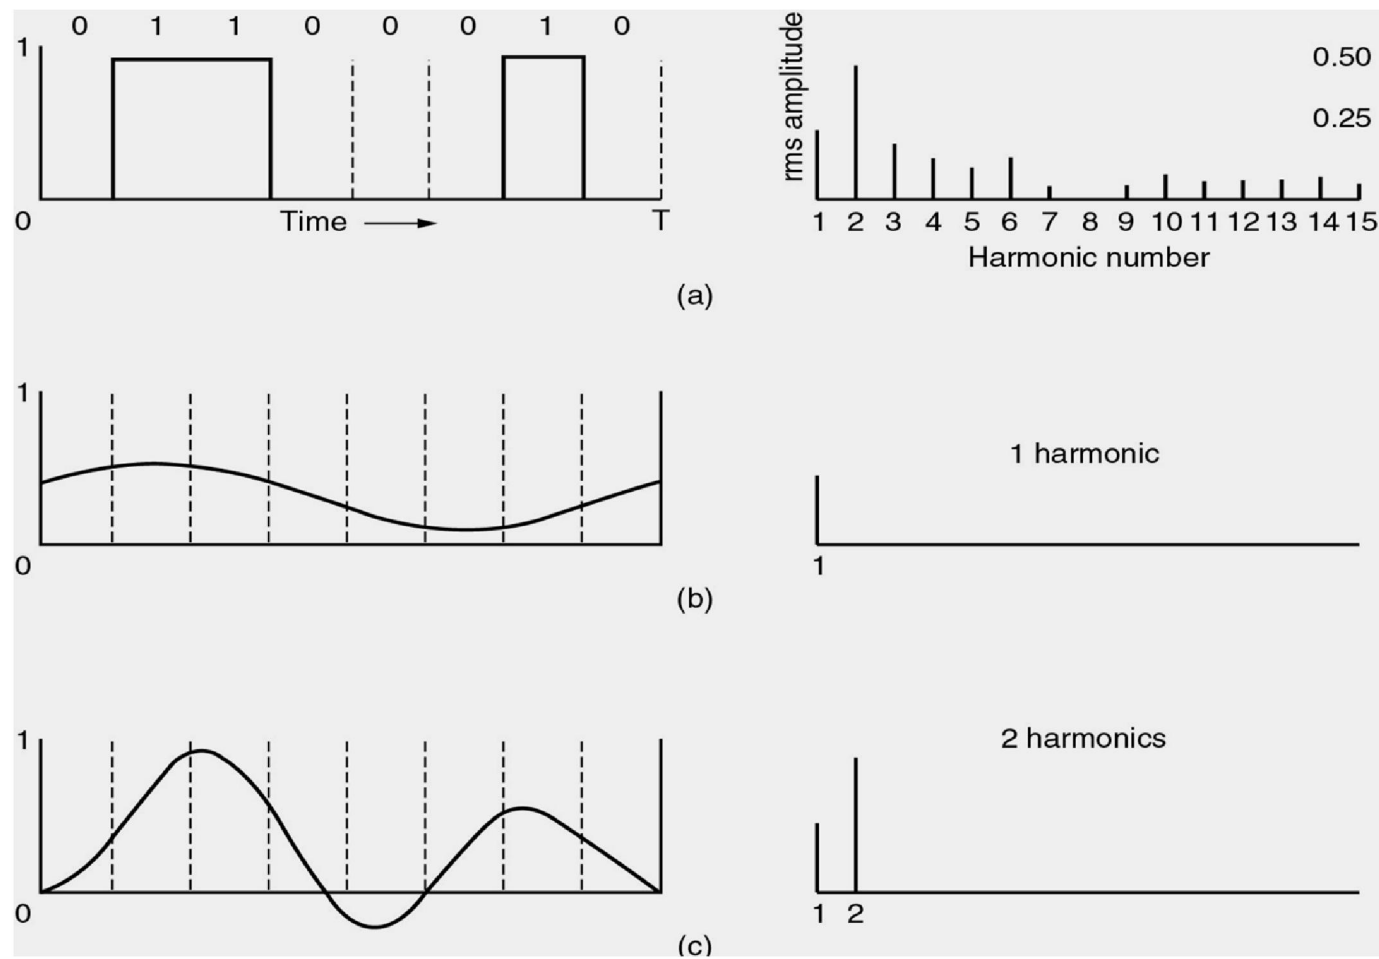 0 1 1 0 0 0 1 0
1
0
Time
T
rms amplitude
0.50
0.25
1 2 3 4 5 6 7 8 9 10 11 12 13 14 15
Harmonic number
(a)
1
0
1 harmonic
1
(b)
1
0
2 harmonics
1 2
(c)